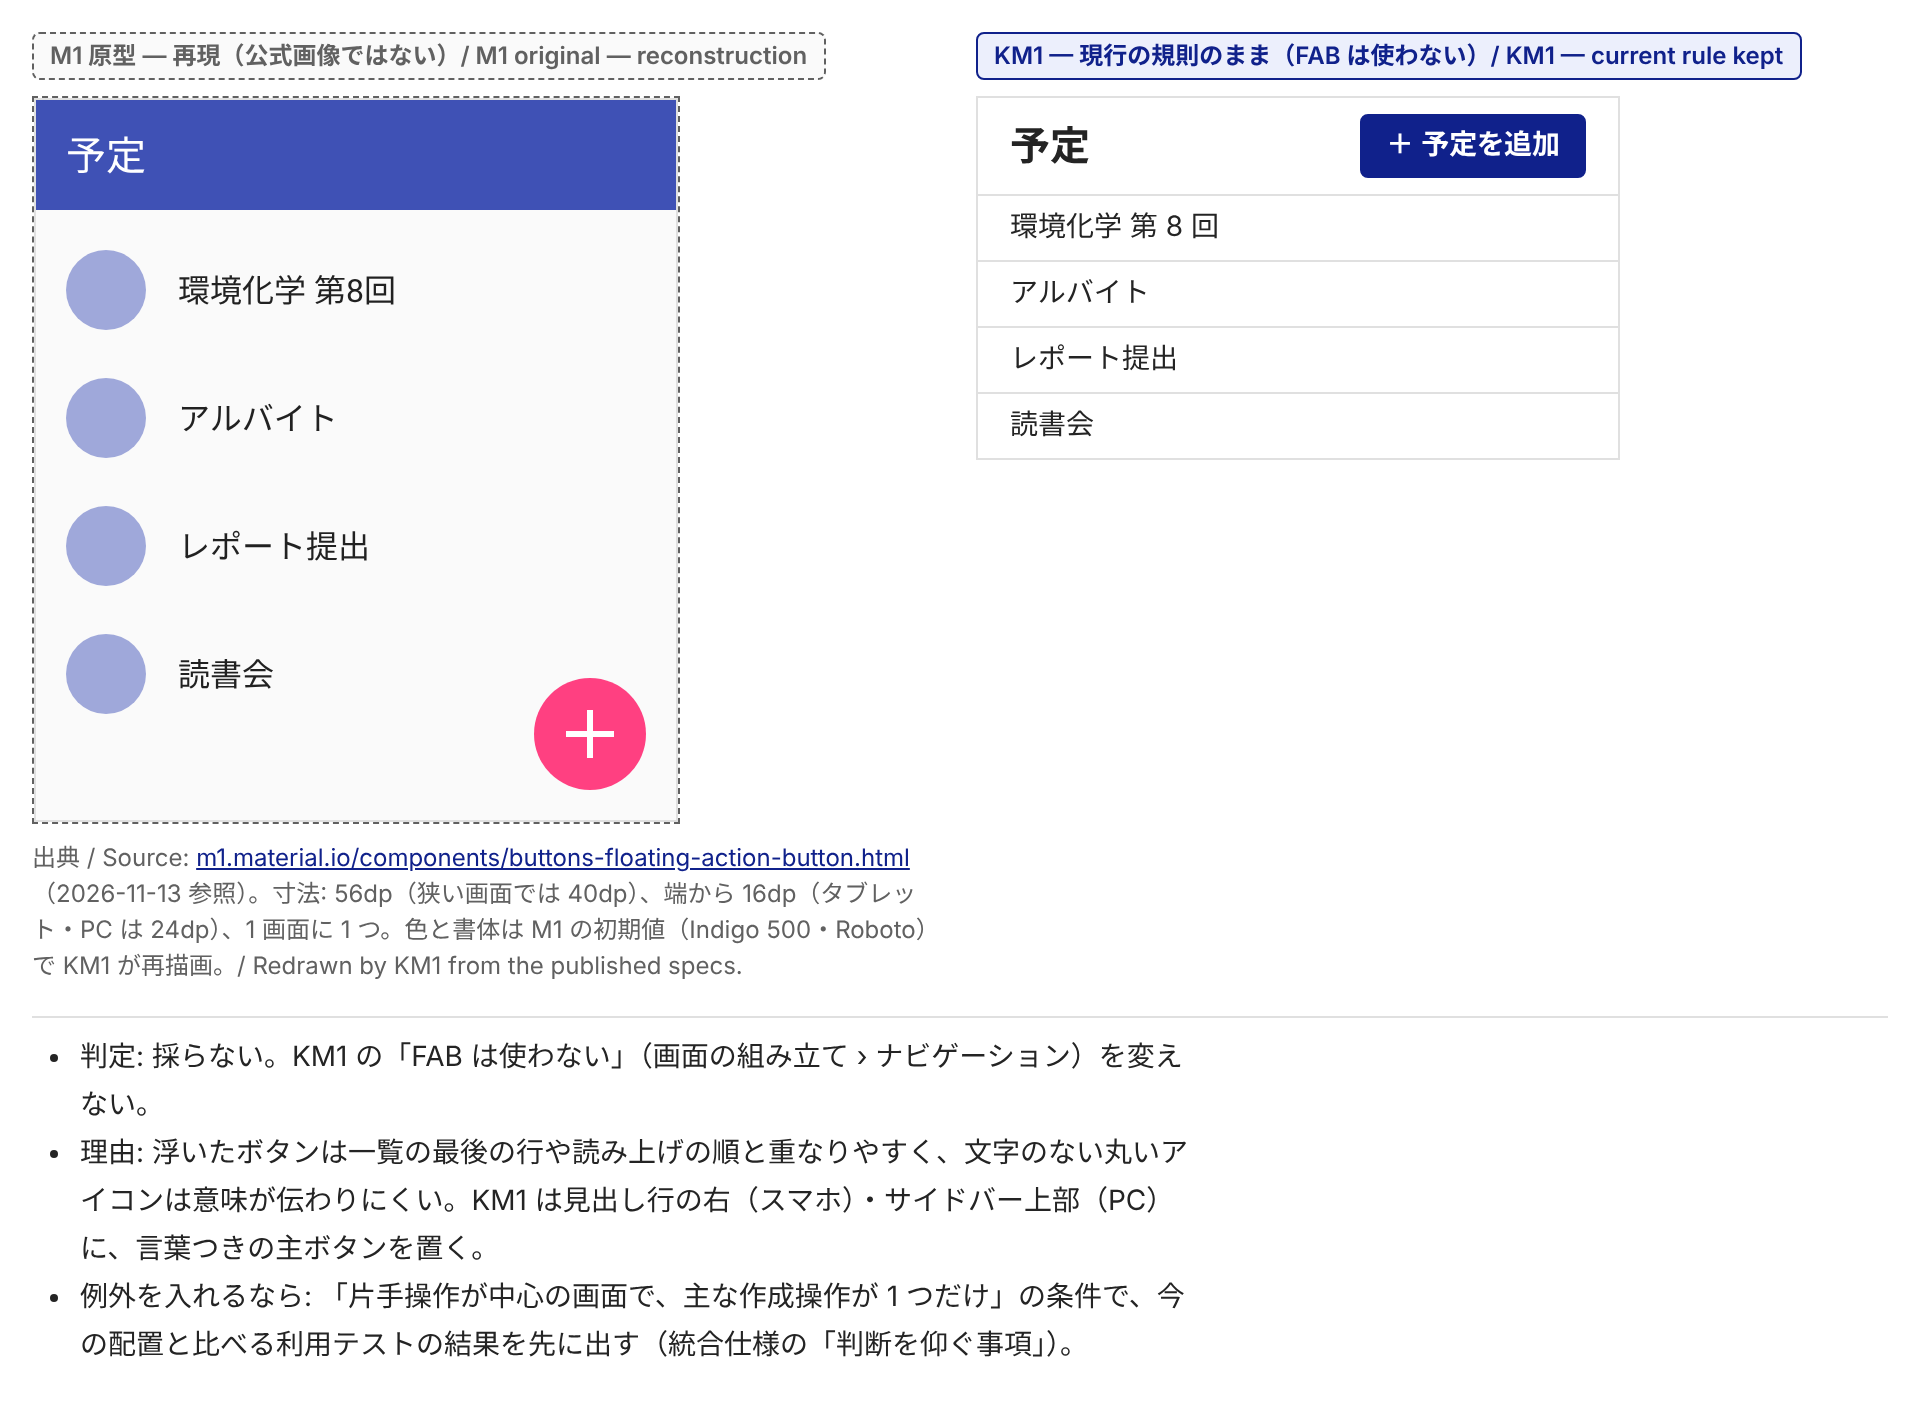 M1 原型 — 再現（公式画像ではない）/ M1 original — reconstruction
予定
環境化学 第8回
アルバイト
レポート提出
読書会
+
出典 / Source: m1.material.io/components/buttons-floating-action-button.html
（2026-11-13 参照）。寸法: 56dp（狭い画面では 40dp）、端から 16dp（タブレッ
ト・PC は 24dp）、1 画面に 1 つ。色と書体は M1 の初期値（Indigo 500・Roboto）
で KM1 が再描画。/ Redrawn by KM1 from the published specs.
KM1 — 現行の規則のまま（FAB は使わない）/ KM1 — current rule kept
予定
＋ 予定を追加
環境化学 第 8 回
アルバイト
レポート提出
読書会
• 判定: 採らない。KM1 の「FAB は使わない」（画面の組み立て › ナビゲーション）を変え
ない。
• 理由: 浮いたボタンは一覧の最後の行や読み上げの順と重なりやすく、文字のない丸いア
イコンは意味が伝わりにくい。KM1 は見出し行の右（スマホ）・サイドバー上部（PC）
に、言葉つきの主ボタンを置く。
• 例外を入れるなら: 「片手操作が中心の画面で、主な作成操作が 1 つだけ」の条件で、今
の配置と比べる利用テストの結果を先に出す（統合仕様の「判断を仰ぐ事項」）。